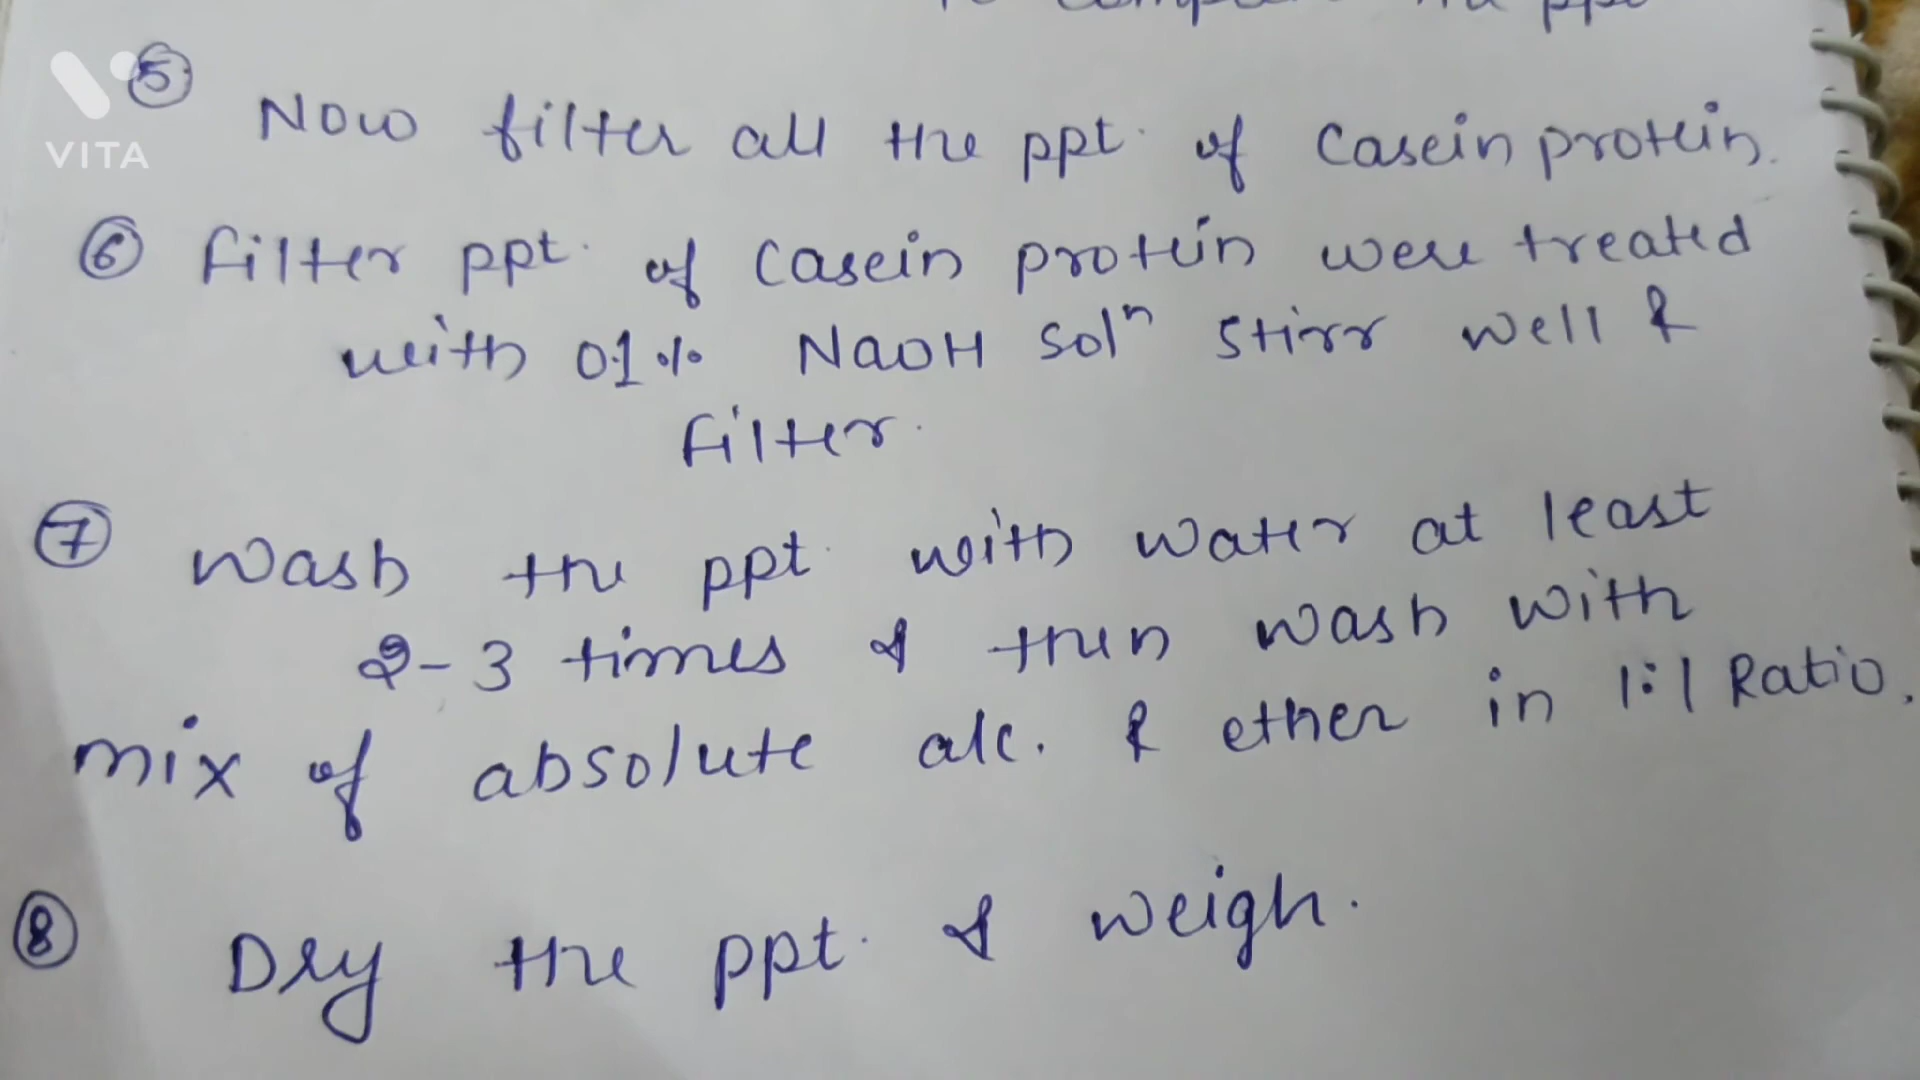 ⑤ Now filter all the ppt. of Casein protein.
⑥ Filter ppt. of Casein protein were treated
with 0.1% NaOH solⁿ stirr well &
filter.
⑦ Wash the ppt. with water at least
2-3 times & then wash with
mix of absolute alc. & ether in 1:1 Ratio.
⑧ Dry the ppt. & weigh.
VITA